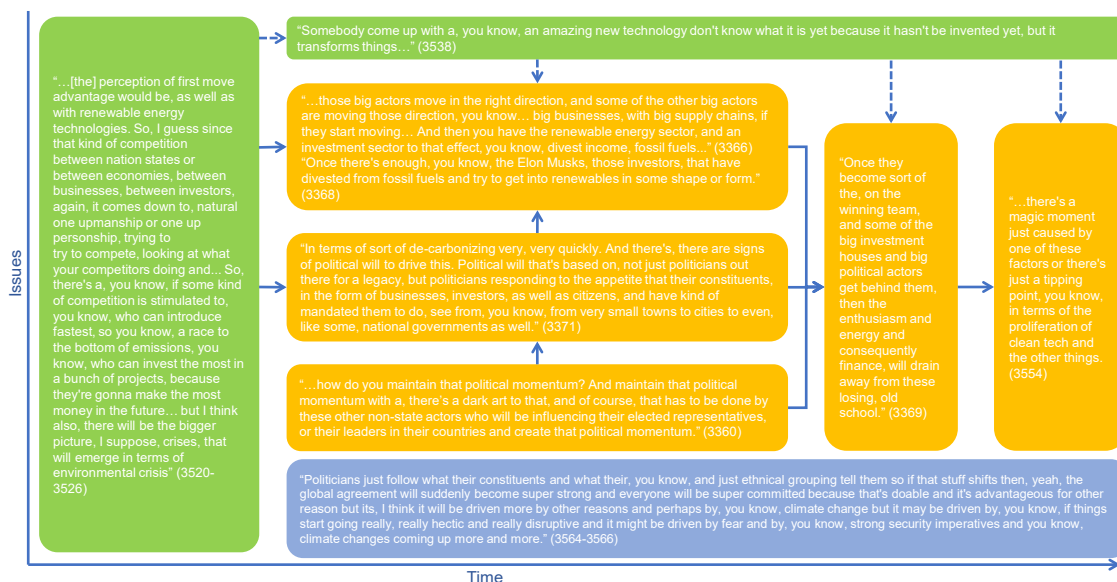 “Somebody come up with a, you know, an amazing new technology don't know what it is yet because it hasn't be invented yet, but it
transforms things…” (3538)
“…[the] perception of first move
advantage would be, as well as
with renewable energy
technologies. So, I guess since
that kind of competition
between nation states or
between economies, between
businesses, between investors,
again, it comes down to, natural
one upmanship or one up
personship, trying to
try to compete, looking at what
your competitors doing and... So,
there's a, you know, if some kind
of competition is stimulated to,
you know, who can introduce
fastest, so you know, a race to
the bottom of emissions, you
know, who can invest the most in
a bunch of projects, because
they're gonna make the most
money in the future… but I think
also, there will be the bigger
picture, I suppose, crises, that
will emerge in terms of
environmental crisis” (3520-
3526)
“…those big actors move in the right direction, and some of the other big actors
are moving those direction, you know… big businesses, with big supply chains, if
they start moving… And then you have the renewable energy sector, and an
investment sector to that effect, you know, divest income, fossil fuels...” (3366)
“Once there's enough, you know, the Elon Musks, those investors, that have
divested from fossil fuels and try to get into renewables in some shape or form.”
(3368)
“In terms of sort of de-carbonizing very, very quickly. And there's, there are signs
of political will to drive this. Political will that's based on, not just politicians out
there for a legacy, but politicians responding to the appetite that their constituents,
in the form of businesses, investors, as well as citizens, and have kind of
mandated them to do, see from, you know, from very small towns to cities to even,
like some, national governments as well.” (3371)
“…how do you maintain that political momentum? And maintain that political
momentum with a, there's a dark art to that, and of course, that has to be done by
these other non-state actors who will be influencing their elected representatives,
or their leaders in their countries and create that political momentum.” (3360)
“Once they
become sort of
the, on the
winning team,
and some of the
big investment
houses and big
political actors
get behind them,
then the
enthusiasm and
energy and
consequently
finance, will drain
away from these
losing, old
school.” (3369)
“…there's a
magic moment
just caused by
one of these
factors or there's
just a tipping
point, you know,
in terms of the
proliferation of
clean tech and
the other things.
(3554)
“Politicians just follow what their constituents and what their, you know, and just ethnical grouping tell them so if that stuff shifts then, yeah, the
global agreement will suddenly become super strong and everyone will be super committed because that's doable and it's advantageous for other
reason but its, I think it will be driven more by other reasons and perhaps by, you know, climate change but it may be driven by, you know, if things
start going really, really hectic and really disruptive and it might be driven by fear and by, you know, strong security imperatives and you know,
climate changes coming up more and more.” (3564-3566)
Issues
Time